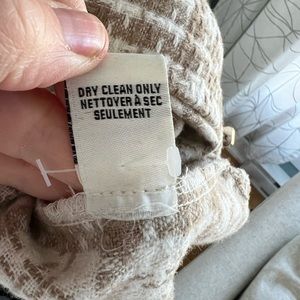 DRY CLEAN ONLY
NETTOYER À SEC
SEULEMENT